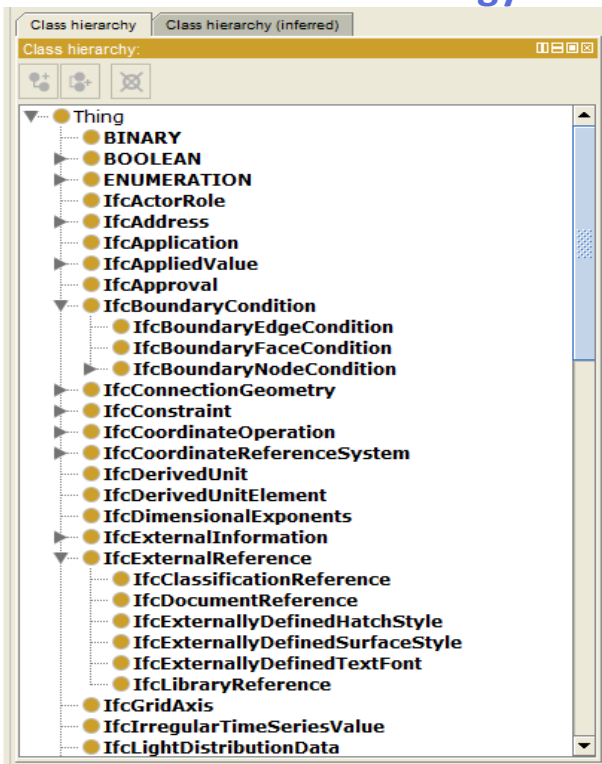 gy
Class hierarchy Class hierarchy (inferred)
Class hierarchy:
Thing
BINARY
BOOLEAN
ENUMERATION
IfcActorRole
IfcAddress
IfcApplication
IfcAppliedValue
IfcApproval
IfcBoundaryCondition
IfcBoundaryEdgeCondition
IfcBoundaryFaceCondition
IfcBoundaryNodeCondition
IfcConnectionGeometry
IfcConstraint
IfcCoordinateOperation
IfcCoordinateReferenceSystem
IfcDerivedUnit
IfcDerivedUnitElement
IfcDimensionalExponents
IfcExternalInformation
IfcExternalReference
IfcClassificationReference
IfcDocumentReference
IfcExternallyDefinedHatchStyle
IfcExternallyDefinedSurfaceStyle
IfcExternallyDefinedTextFont
IfcLibraryReference
IfcGridAxis
IfcIrregularTimeSeriesValue
IfcLightDistributionData